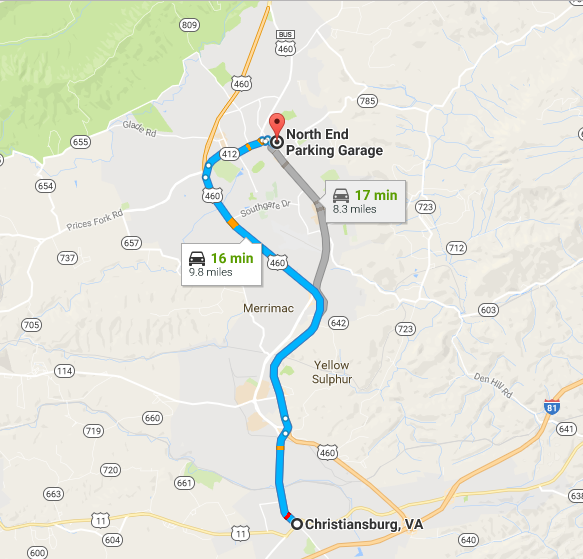 809
BUS
460
460
785
North End
Parking Garage
Glade Rd
655
412
654
17 min
8.3 miles
460
Southgate Dr
723
Prices Fork Rd
657
712
16 min
9.8 miles
737
460
Merrimac
603
642
705
723
Yellow
Sulphur
114
Den Hill Rd
81
660
641
719
460
720
661
663
638
11
Christiansburg, VA
11
604
640
600